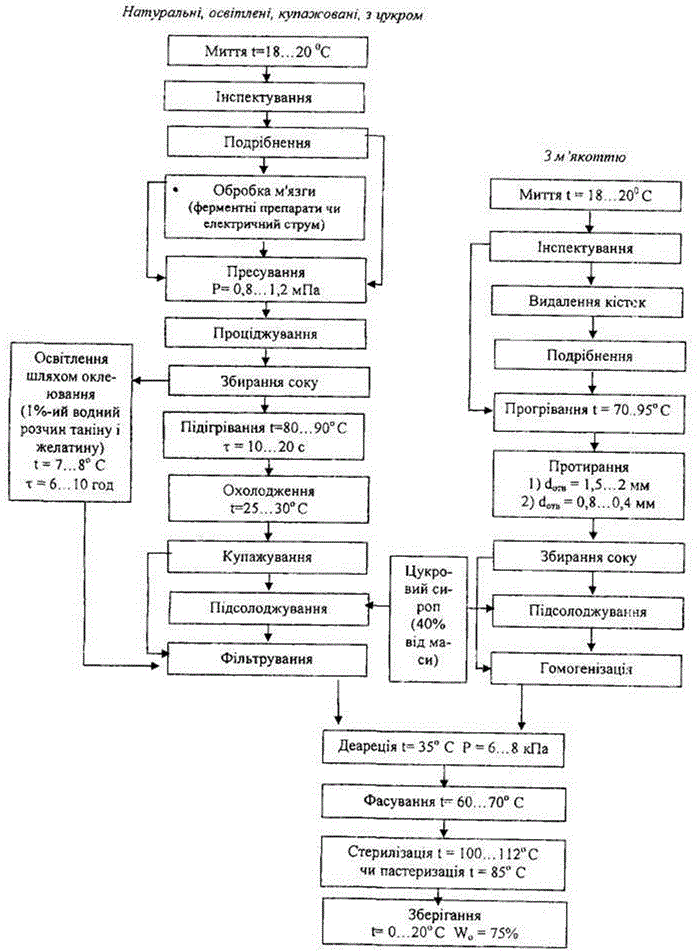 Натуральні, освітлені, купажовані, з цукром
Миття t=18…20 ⁰C
Інспектування
Подрібнення
Обробка м'язги
(ферментні препарати чи
електричний струм)
Пресування
P= 0,8…1,2 мПа
Проціджування
Збирання соку
Освітлення
шляхом окле-
ювання
(1%-ий водний
розчин таніну і
желатину)
t = 7…8° C
τ = 6…10 год
Підігрівання t=80…90°C
τ = 10…20 с
Охолодження
t=25…30°C
Купажування
Підсолоджування
Фільтрування
Цукро-
вий си-
роп
(40%
від ма-
си)
З м'якоттю
Миття t = 18…20⁰ C
Інспектування
Видалення кісток
Подрібнення
Прогрівання t = 70..95°C
Протирання
1) dотв = 1,5…2 мм
2) dотв = 0,8…0,4 мм
Збирання соку
Підсолоджування
Гомогенізація
Деареція t= 35° C P = 6…8 кПа
Фасування t= 60…70° C
Стерилізація t = 100…112°C
чи пастеризація t = 85° C
Зберігання
t= 0…20°C Wo = 75%